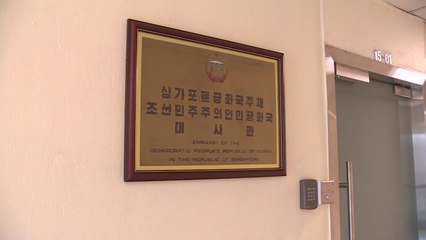 싱가포르공화국주재
조선민주주의인민공화국
대사관
EMBASSY OF THE
DEMOCRATIC PEOPLE'S REPUBLIC OF KOREA
IN THE REPUBLIC OF SINGAPORE
15-01